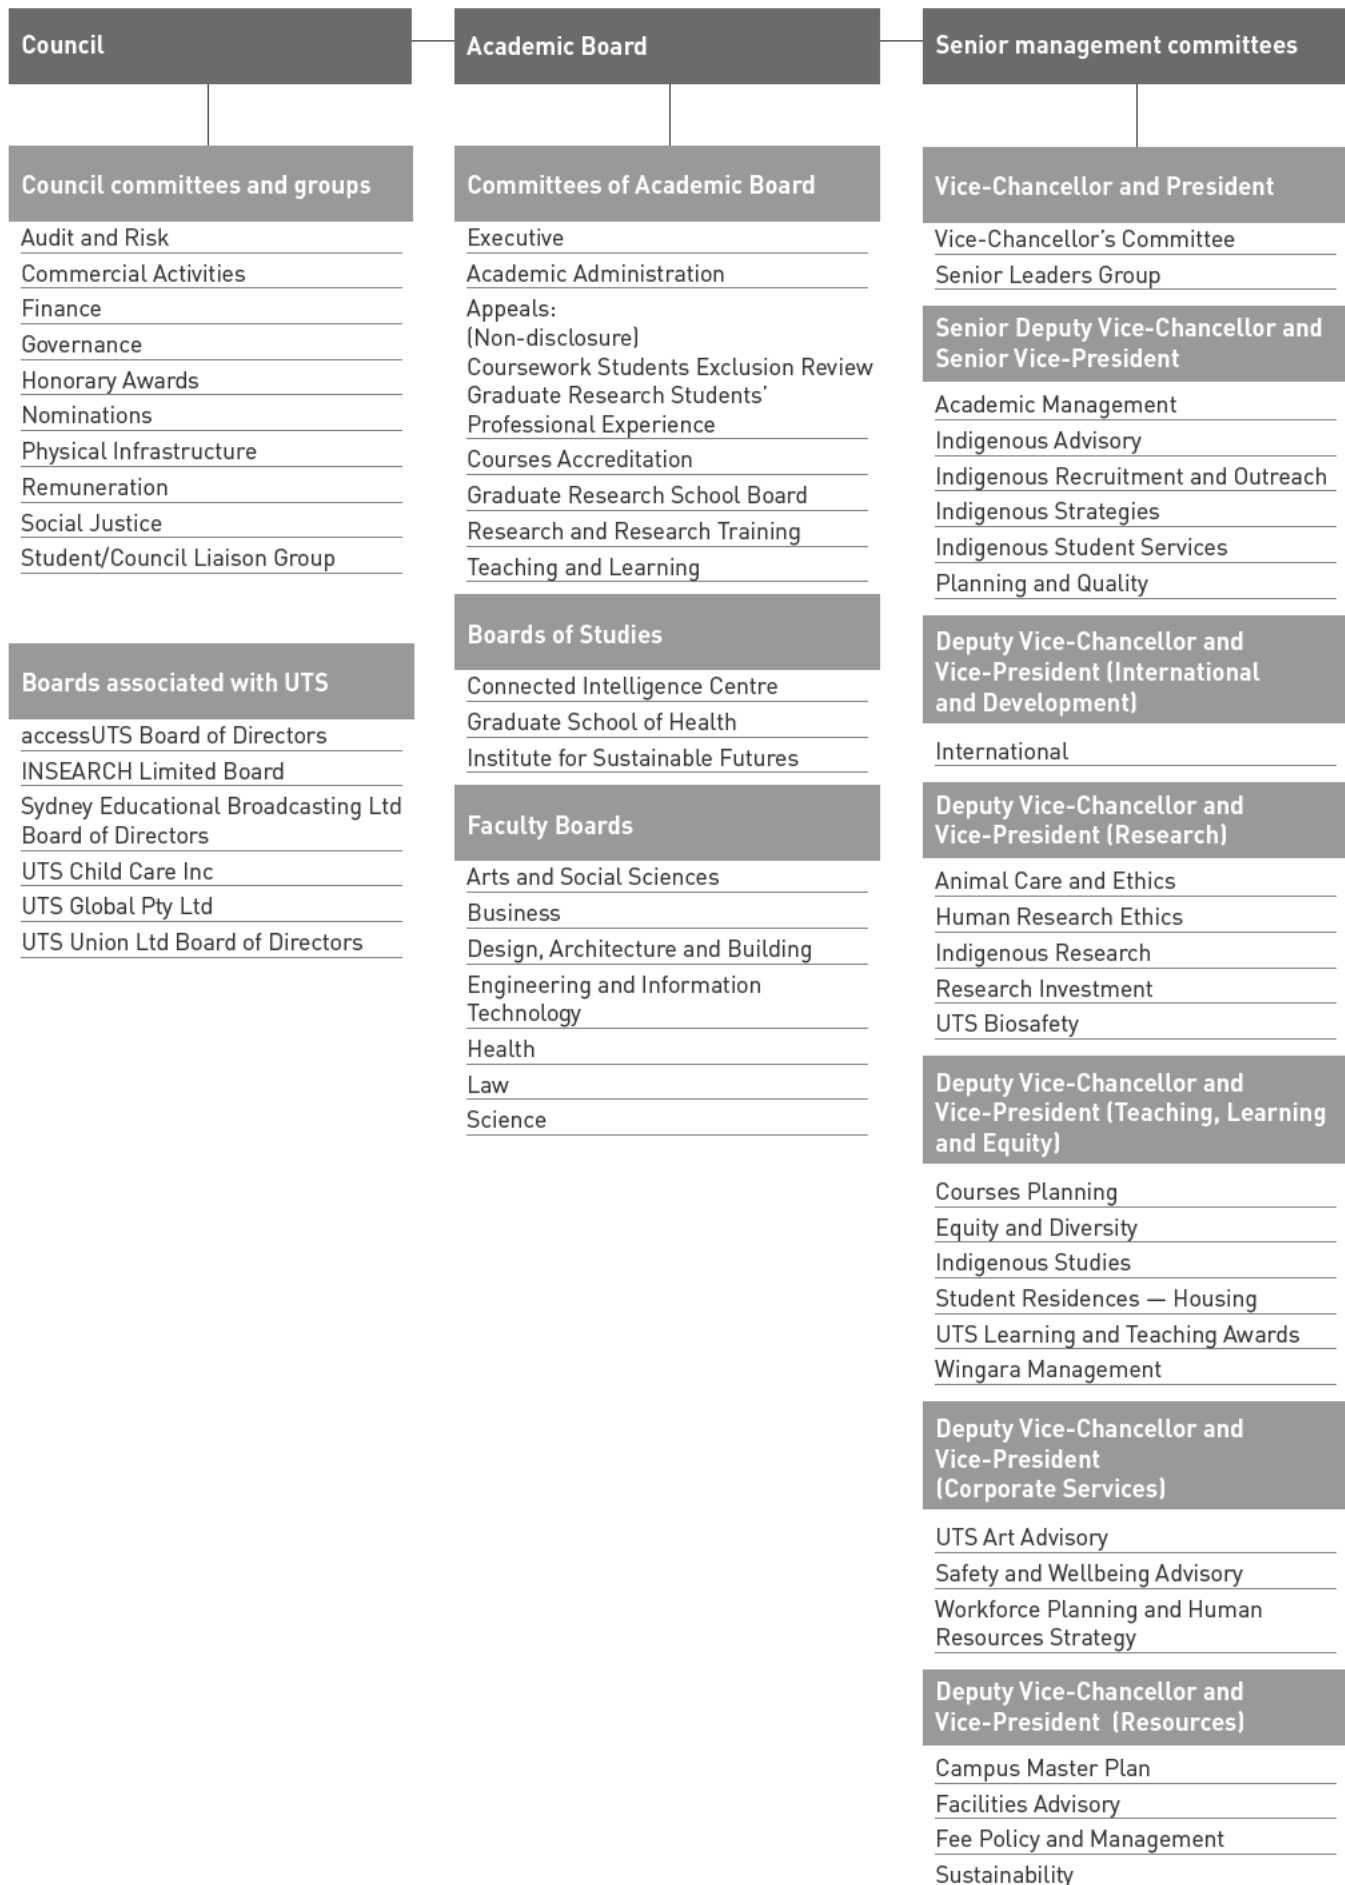 Council
Council committees and groups
Audit and Risk
Commercial Activities
Finance
Governance
Honorary Awards
Nominations
Physical Infrastructure
Remuneration
Social Justice
Student/Council Liaison Group
Boards associated with UTS
accessUTS Board of Directors
INSEARCH Limited Board
Sydney Educational Broadcasting Ltd
Board of Directors
UTS Child Care Inc
UTS Global Pty Ltd
UTS Union Ltd Board of Directors
Academic Board
Committees of Academic Board
Executive
Academic Administration
Appeals:
(Non-disclosure)
Coursework Students Exclusion Review
Graduate Research Students’
Professional Experience
Courses Accreditation
Graduate Research School Board
Research and Research Training
Teaching and Learning
Boards of Studies
Connected Intelligence Centre
Graduate School of Health
Institute for Sustainable Futures
Faculty Boards
Arts and Social Sciences
Business
Design, Architecture and Building
Engineering and Information
Technology
Health
Law
Science
Senior management committees
Vice-Chancellor and President
Vice-Chancellor’s Committee
Senior Leaders Group
Senior Deputy Vice-Chancellor and
Senior Vice-President
Academic Management
Indigenous Advisory
Indigenous Recruitment and Outreach
Indigenous Strategies
Indigenous Student Services
Planning and Quality
Deputy Vice-Chancellor and
Vice-President (International
and Development)
International
Deputy Vice-Chancellor and
Vice-President (Research)
Animal Care and Ethics
Human Research Ethics
Indigenous Research
Research Investment
UTS Biosafety
Deputy Vice-Chancellor and
Vice-President (Teaching, Learning
and Equity)
Courses Planning
Equity and Diversity
Indigenous Studies
Student Residences — Housing
UTS Learning and Teaching Awards
Wingara Management
Deputy Vice-Chancellor and
Vice-President
(Corporate Services)
UTS Art Advisory
Safety and Wellbeing Advisory
Workforce Planning and Human
Resources Strategy
Deputy Vice-Chancellor and
Vice-President (Resources)
Campus Master Plan
Facilities Advisory
Fee Policy and Management
Sustainability